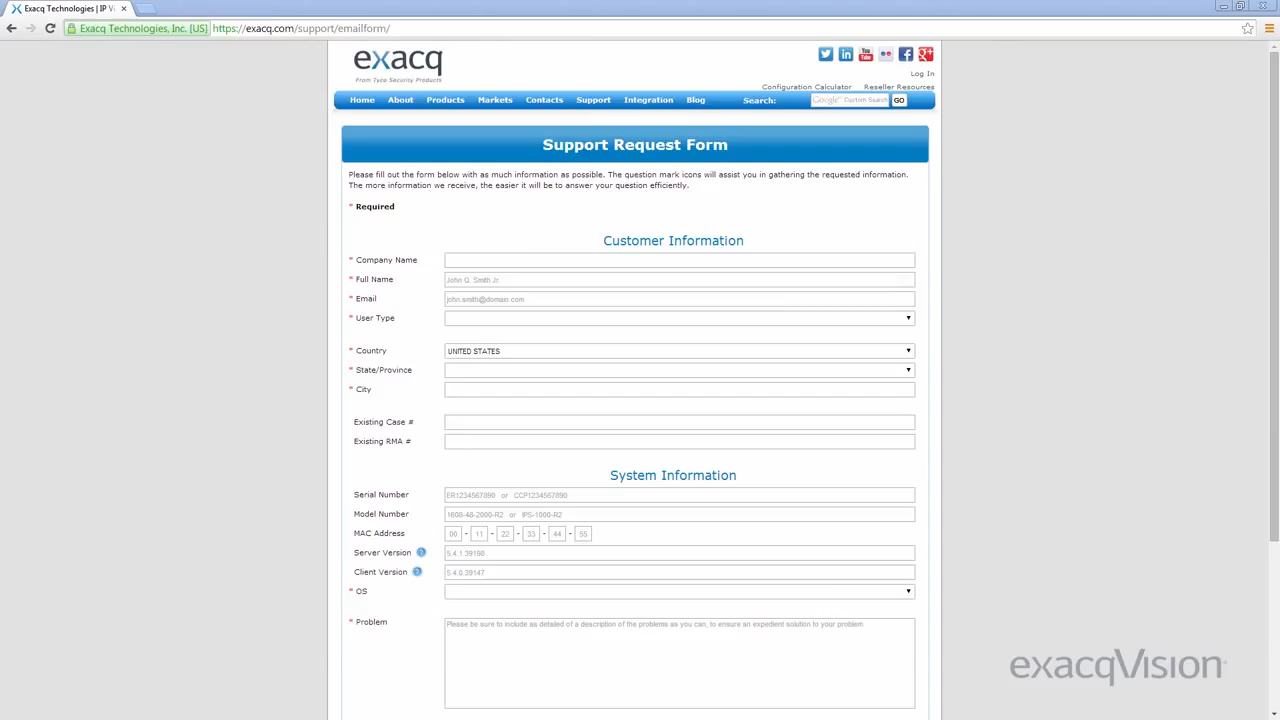 Exacq Technologies | IP Vi
Exacq Technologies, Inc. [US] https://exacq.com/support/emailform/
exacq
From Tyco Security Products
Log In
Configuration Calculator Reseller Resources
Home About Products Markets Contacts Support Integration Blog Search: Google™ Custom Search GO
Support Request Form
Please fill out the form below with as much information as possible. The question mark icons will assist you in gathering the requested information.
The more information we receive, the easier it will be to answer your question efficiently.
* Required
Customer Information
* Company Name
* Full Name John Q. Smith Jr
* Email john.smith@domain.com
* User Type
* Country UNITED STATES
* State/Province
* City
Existing Case #
Existing RMA #
System Information
Serial Number ER1234567890 or CCP1234567890
Model Number 1608-48-2000-R2 or IPS-1000-R2
MAC Address 00 - 11 - 22 - 33 - 44 - 55
Server Version ? 5.4.1.39198
Client Version ? 5.4.0.39147
* OS
* Problem Please be sure to include as detailed of a description of the problems as you can, to ensure an expedient solution to your problem
exacqVision